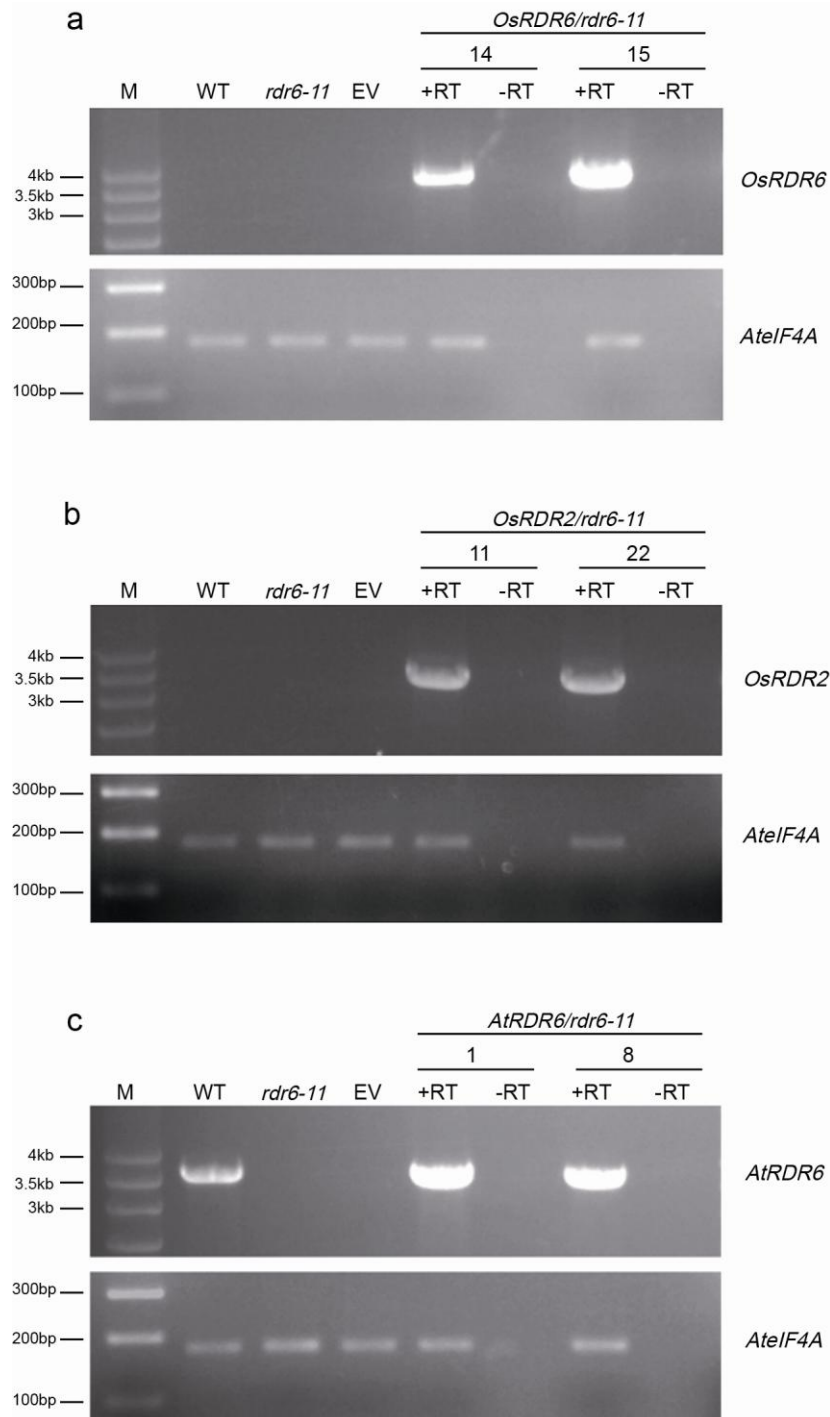 a
OsRDR6/rdr6-11
14 15
M WT rdr6-11 EV +RT -RT +RT -RT
4kb
3.5kb
3kb
OsRDR6
300bp
200bp
100bp
AteIF4A
b
OsRDR2/rdr6-11
11 22
M WT rdr6-11 EV +RT -RT +RT -RT
4kb
3.5kb
3kb
OsRDR2
300bp
200bp
100bp
AteIF4A
c
AtRDR6/rdr6-11
1 8
M WT rdr6-11 EV +RT -RT +RT -RT
4kb
3.5kb
3kb
AtRDR6
300bp
200bp
100bp
AteIF4A